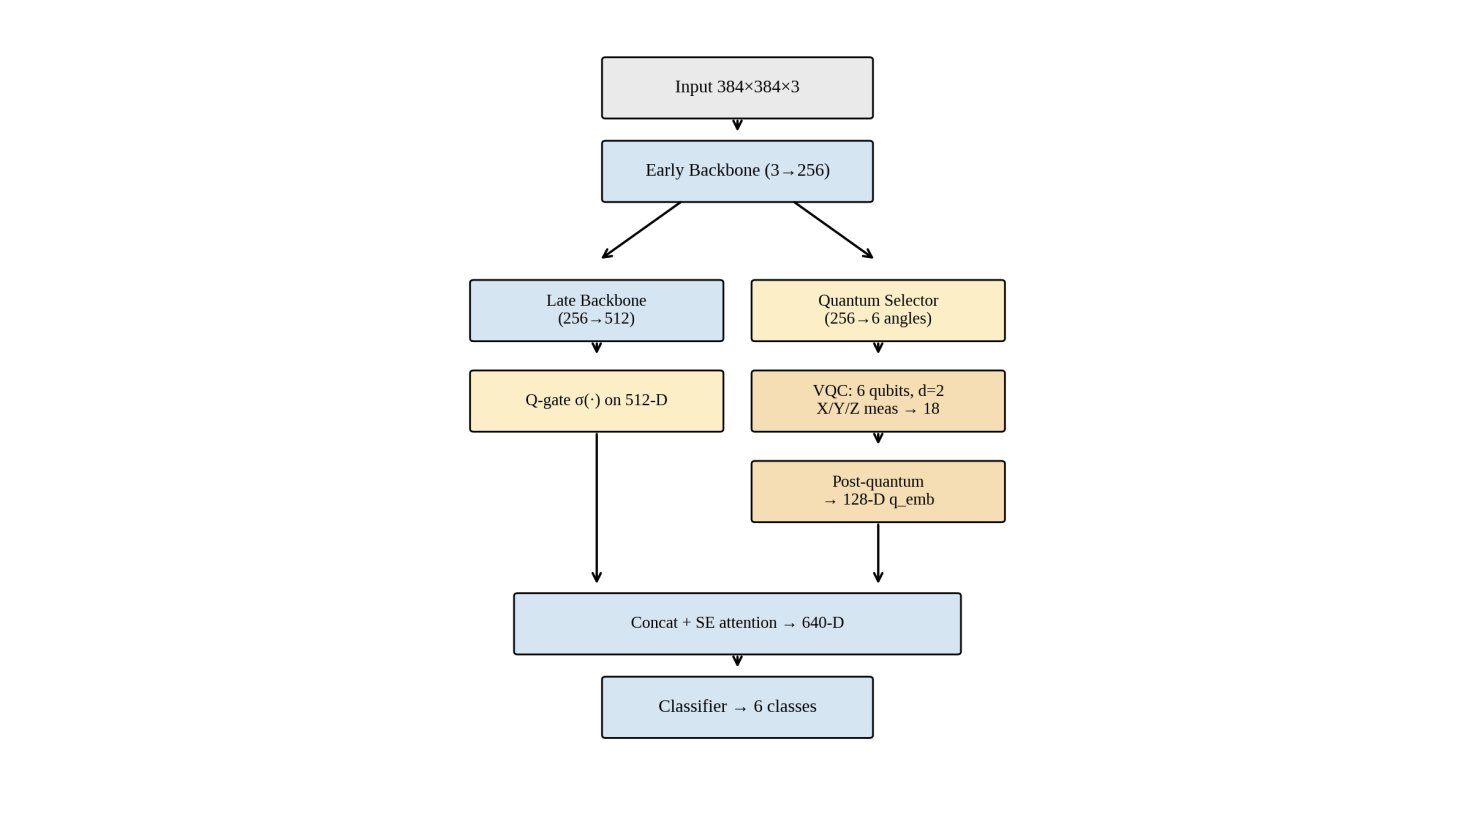 Input 384×384×3
Early Backbone (3→256)
Late Backbone
(256→512)
Quantum Selector
(256→6 angles)
Q-gate σ(·) on 512-D
VQC: 6 qubits, d=2
X/Y/Z meas → 18
Post-quantum
→ 128-D q_emb
Concat + SE attention → 640-D
Classifier → 6 classes